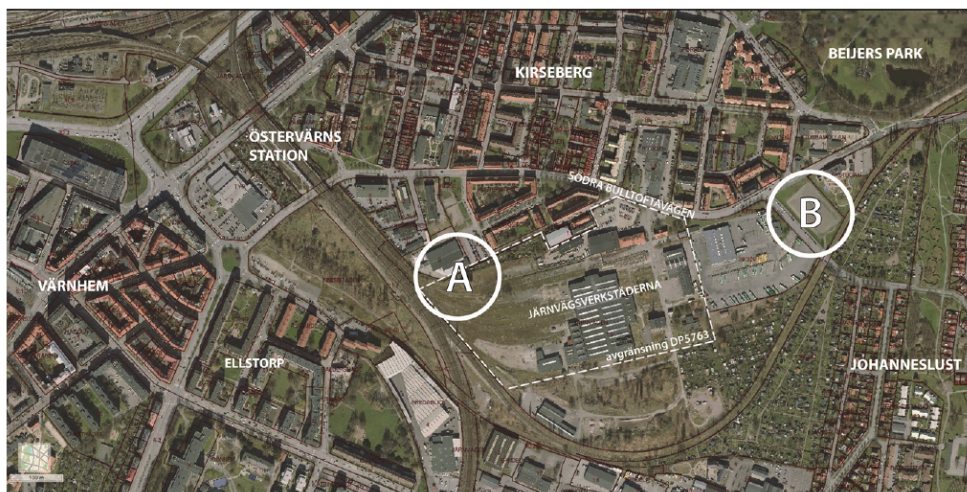 BEIJERS PARK
KIRSEBERG
ÖSTERVÄRNS
STATION
SÖDRA BULLTOFTAVÄGEN
B
A
VÄRNHEM
JÄRNVÄGSVERKSTÄDERNA
avgränsning DP5763
ELLSTORP
JOHANNESLUST